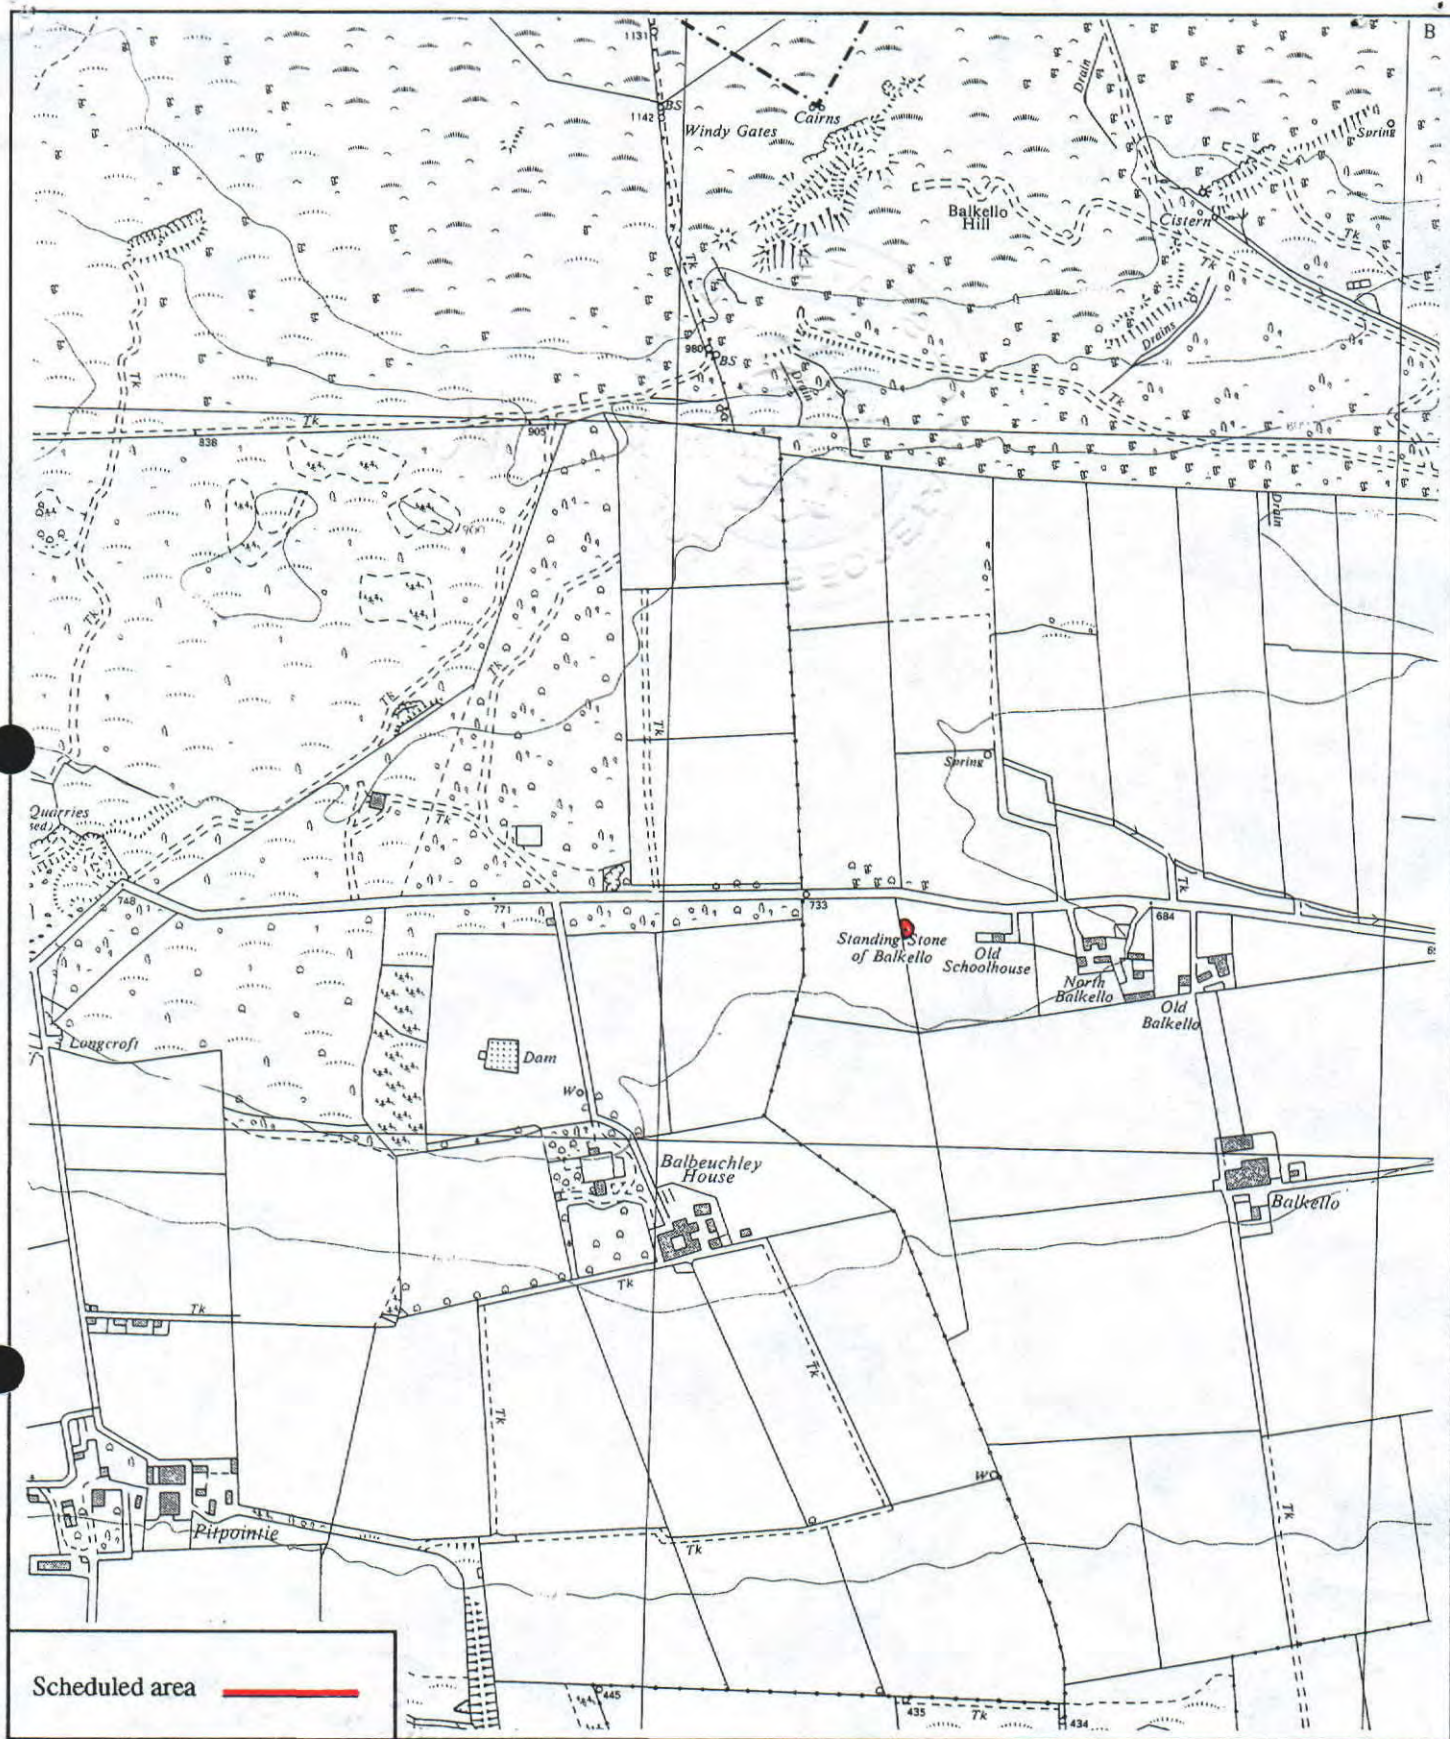 B
1131
BS
1142
Windy Gates
Cairns
Drain
Spring
Balkello
Hill
Cistern
Tk
Tk
Tk
Drains
980
BS
Drain
Tk
Tk
Tk
838
905
900
Drain
Tk
Tk
Tk
Tk
Spring
Quarries
Tk
Tk
748
771
733
684
Standing Stone
of Balkello
Old
Schoolhouse
North
Balkello
Old
Balkello
Longcroft
Dam
W
Balbeuchley
House
Balkello
Tk
Tk
Tk
Tk
W
Tk
Pitpointie
Tk
Scheduled area
445
435
Tk
434